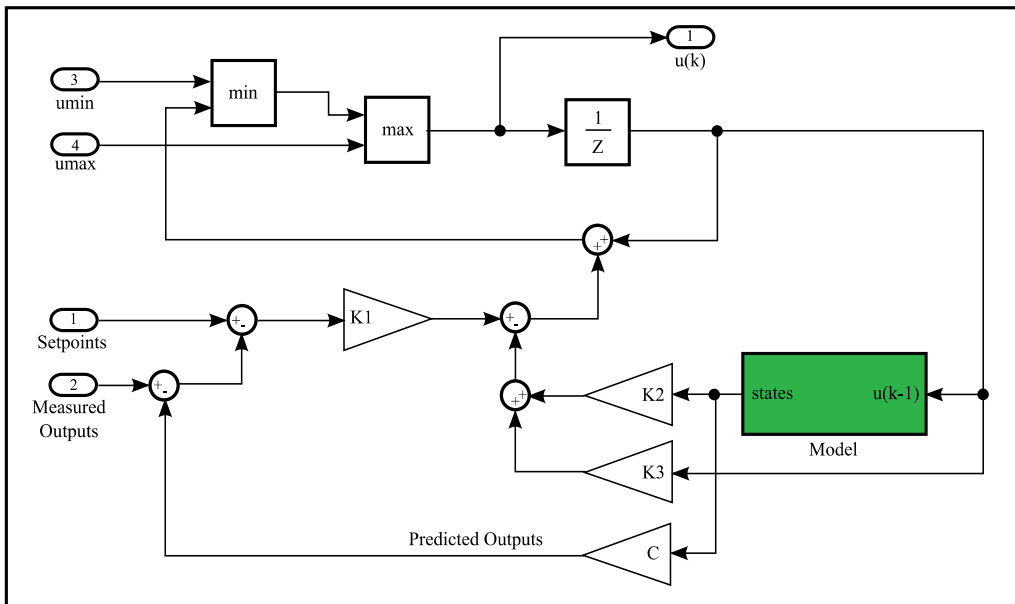 1
u(k)
3
umin
min
4
umax
max
1
Z
+
+
1
Setpoints
+
-
K1
+
-
2
Measured
Outputs
+
-
+
+
K2
states
u(k-1)
Model
K3
Predicted Outputs
C